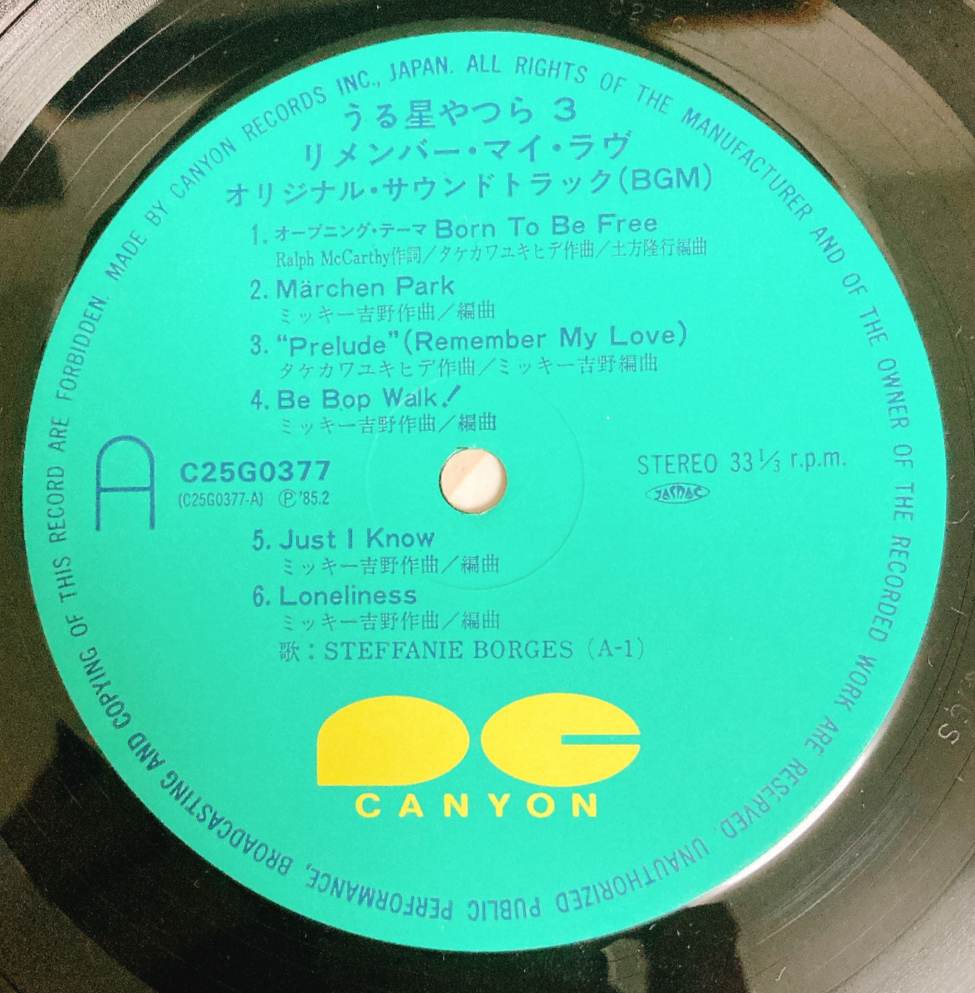 MADE BY CANYON RECORDS INC., JAPAN. ALL RIGHTS OF THE MANUFACTURER AND OF THE OWNER OF THE RECORDED WORK ARE RESERVED. UNAUTHORIZED PUBLIC PERFORMANCE, BROADCASTING AND COPYING OF THIS RECORD ARE FORBIDDEN.
うる星やつら 3
リメンバー・マイ・ラヴ
オリジナル・サウンドトラック(BGM)
1. オープニング・テーマ Born To Be Free
Ralph McCarthy作詞／タケカワユキヒデ作曲／土方隆行編曲
2. Märchen Park
ミッキー吉野作曲／編曲
3. “Prelude” (Remember My Love)
タケカワユキヒデ作曲／ミッキー吉野編曲
4. Be Bop Walk!
ミッキー吉野作曲／編曲
A
C25G0377
(C25G0377-A) Ⓟ'85.2
STEREO 33⅓ r.p.m.
JASRAC
5. Just I Know
ミッキー吉野作曲／編曲
6. Loneliness
ミッキー吉野作曲／編曲
歌：STEFFANIE BORGES (A-1)
CANYON